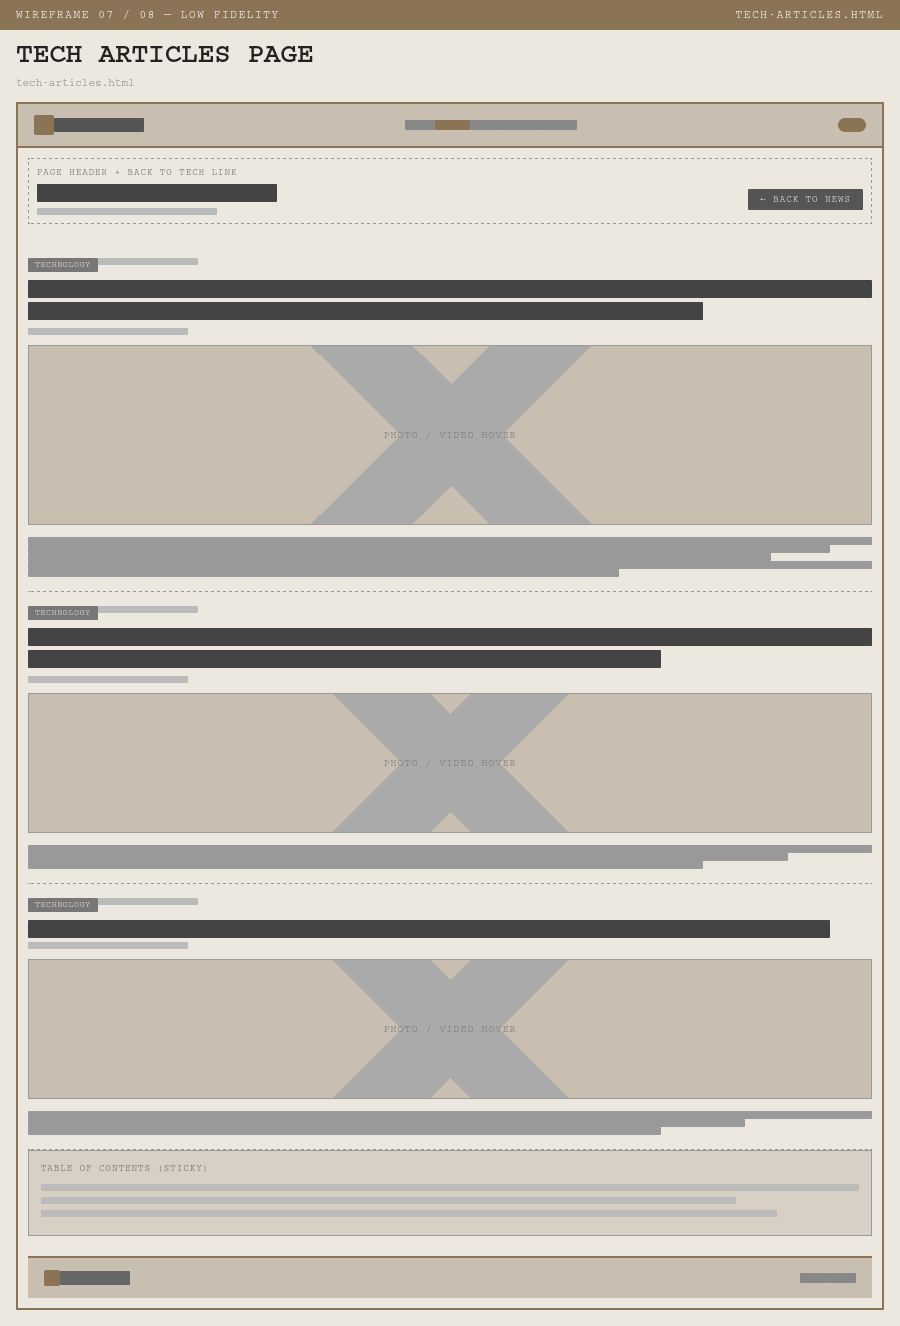 WIREFRAME 07 / 08 — LOW FIDELITY
TECH-ARTICLES.HTML
TECH ARTICLES PAGE
tech-articles.html
PAGE HEADER + BACK TO TECH LINK
← BACK TO NEWS
TECHNOLOGY
PHOTO / VIDEO HOVER
TECHNOLOGY
PHOTO / VIDEO HOVER
TECHNOLOGY
PHOTO / VIDEO HOVER
TABLE OF CONTENTS (STICKY)